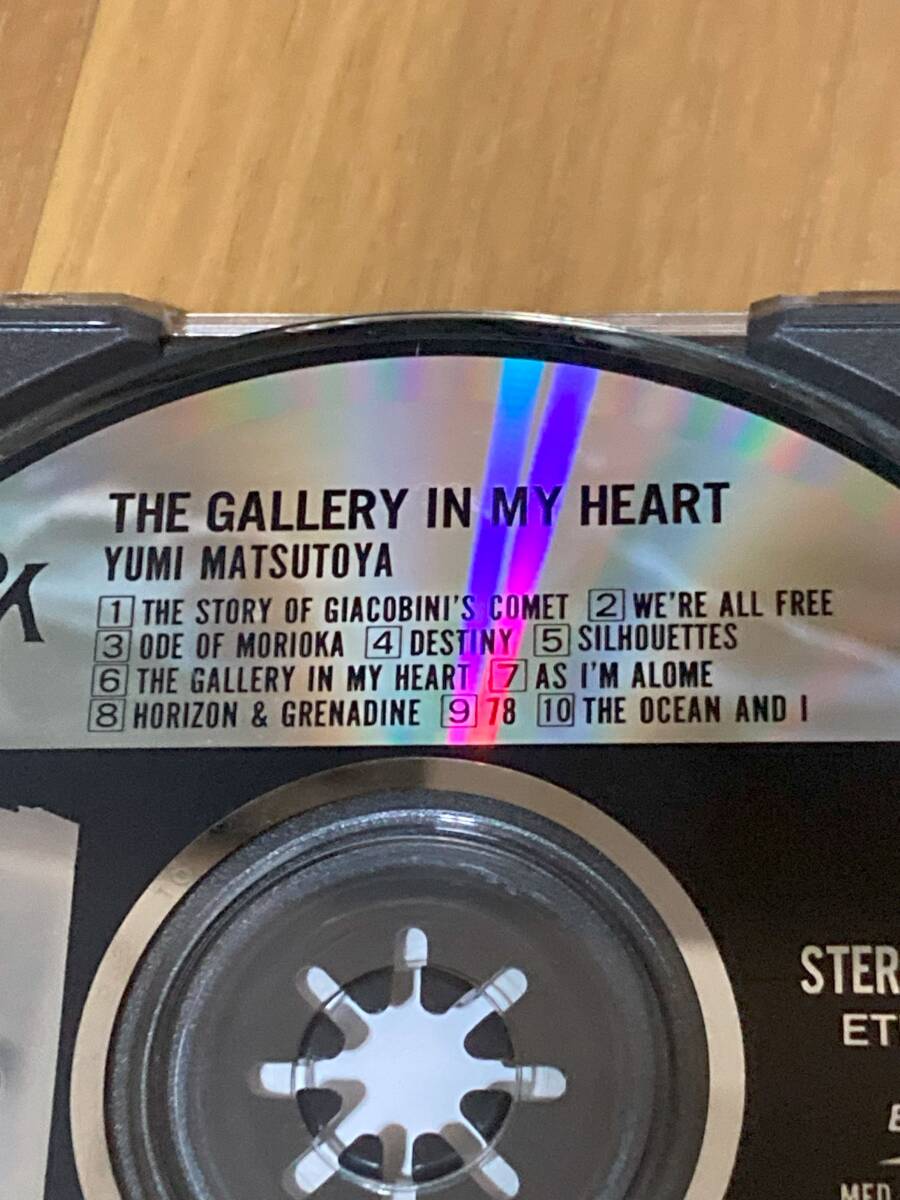 THE GALLERY IN MY HEART
YUMI MATSUTOYA
1 THE STORY OF GIACOBINI'S COMET 2 WE'RE ALL FREE
3 ODE OF MORIOKA 4 DESTINY 5 SILHOUETTES
6 THE GALLERY IN MY HEART 7 AS I'M ALOME
8 HORIZON & GRENADINE 9 78 10 THE OCEAN AND I
10
STER
ET
E
MED